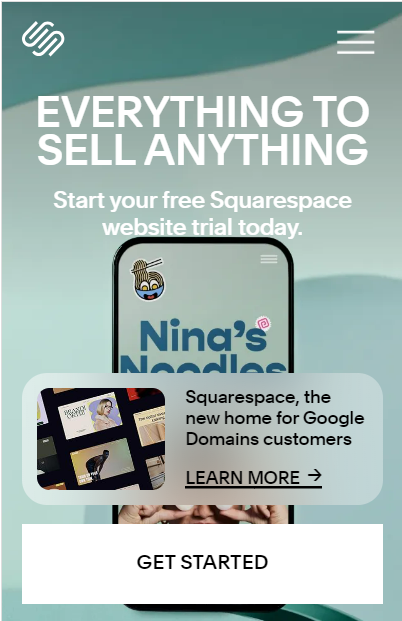 EVERYTHING TO
SELL ANYTHING
Start your free Squarespace
website trial today.
Nina's
Noodles
Squarespace, the
new home for Google
Domains customers
LEARN MORE →
GET STARTED